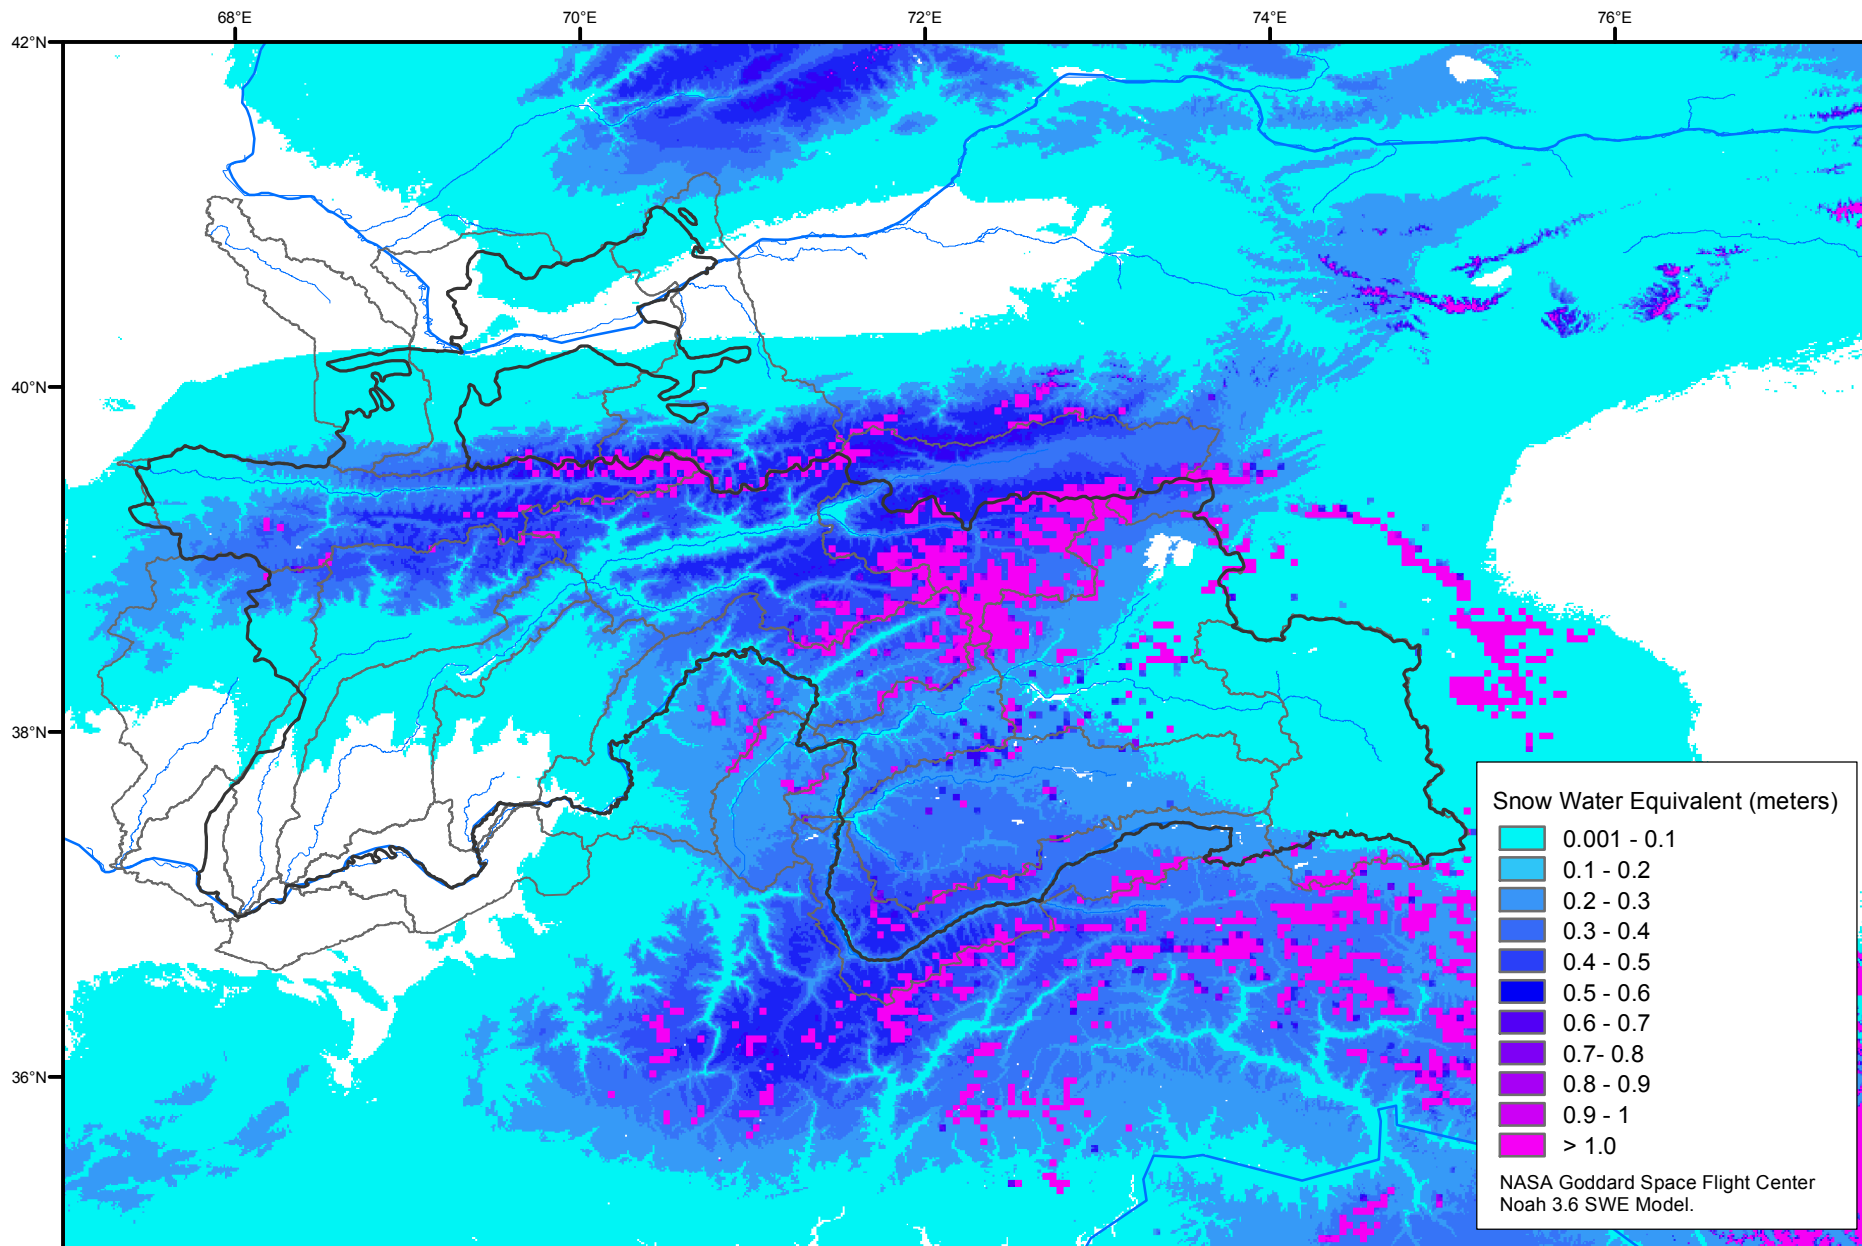 68°E 70°E 72°E 74°E 76°E
42°N
40°N
38°N
36°N
Snow Water Equivalent (meters)
0.001 - 0.1
0.1 - 0.2
0.2 - 0.3
0.3 - 0.4
0.4 - 0.5
0.5 - 0.6
0.6 - 0.7
0.7- 0.8
0.8 - 0.9
0.9 - 1
> 1.0
NASA Goddard Space Flight Center
Noah 3.6 SWE Model.